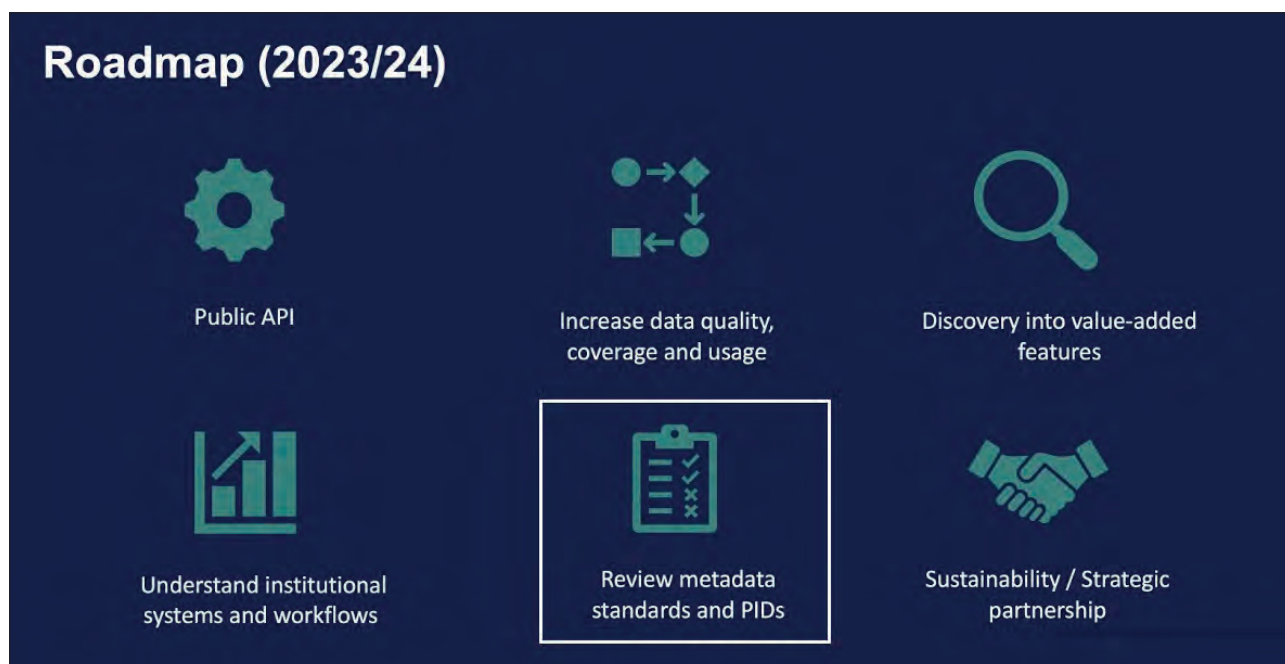 Roadmap (2023/24)
Public API
Increase data quality,
coverage and usage
Discovery into value-added
features
Understand institutional
systems and workflows
Review metadata
standards and PIDs
Sustainability / Strategic
partnership